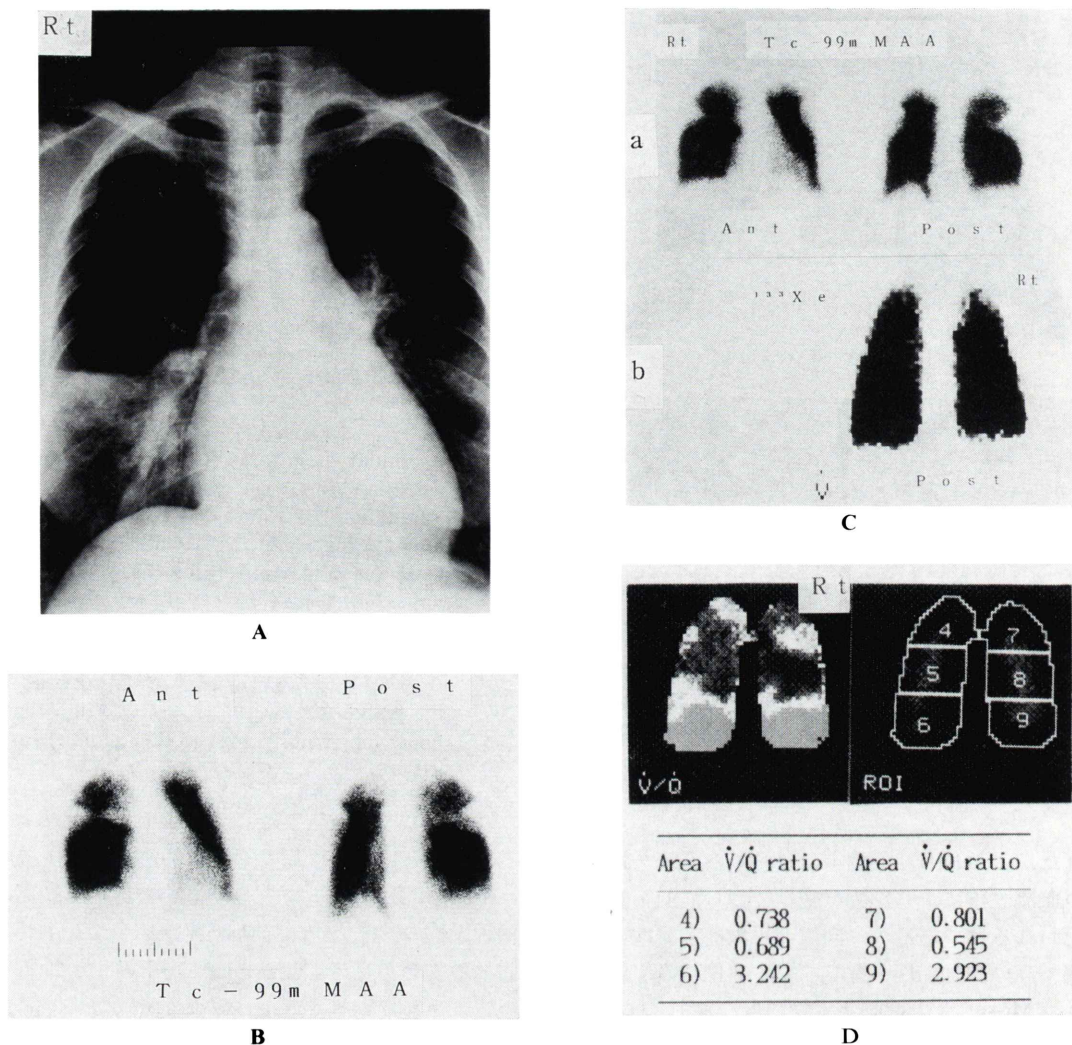 Rt
A
Ant Post
Tc-99m MAA
B
Rt Tc-99m MAA
a
Ant Post
¹³³Xe Rt
b
V̇ Post
C
Rt
4 7
5 8
6 9
V̇/Q̇ ROI
Area V̇/Q̇ ratio Area V̇/Q̇ ratio
4) 0.738 7) 0.801
5) 0.689 8) 0.545
6) 3.242 9) 2.923
D